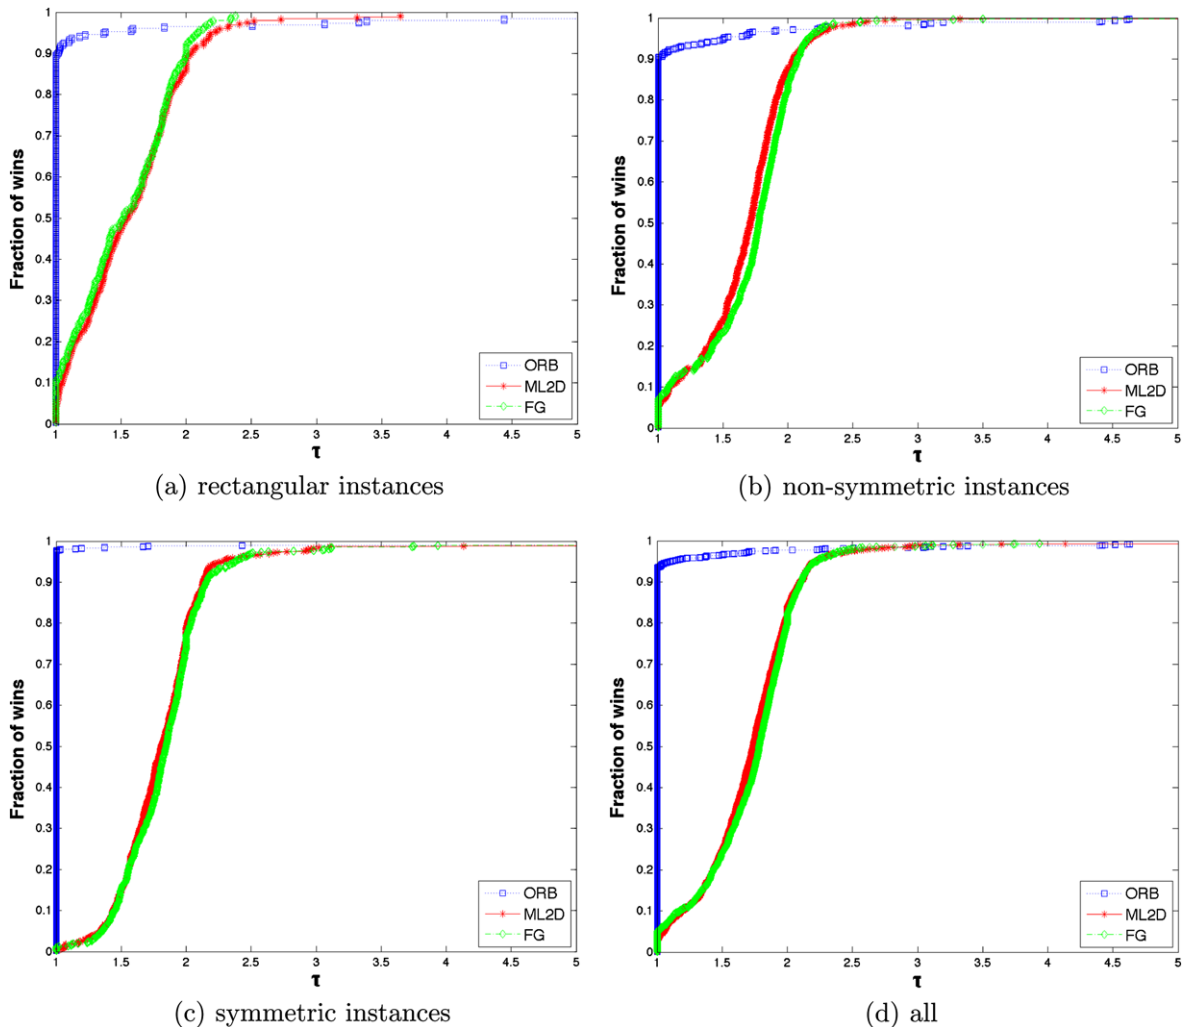 1
0.9
0.8
0.7
0.6
0.5
0.4
0.3
0.2
0.1
0
Fraction of wins
1 1.5 2 2.5 3 3.5 4 4.5 5
τ
ORB
ML2D
FG
(a) rectangular instances
1
0.9
0.8
0.7
0.6
0.5
0.4
0.3
0.2
0.1
0
Fraction of wins
1 1.5 2 2.5 3 3.5 4 4.5 5
τ
ORB
ML2D
FG
(b) non-symmetric instances
1
0.9
0.8
0.7
0.6
0.5
0.4
0.3
0.2
0.1
0
Fraction of wins
1 1.5 2 2.5 3 3.5 4 4.5 5
τ
ORB
ML2D
FG
(c) symmetric instances
1
0.9
0.8
0.7
0.6
0.5
0.4
0.3
0.2
0.1
0
Fraction of wins
1 1.5 2 2.5 3 3.5 4 4.5 5
τ
ORB
ML2D
FG
(d) all